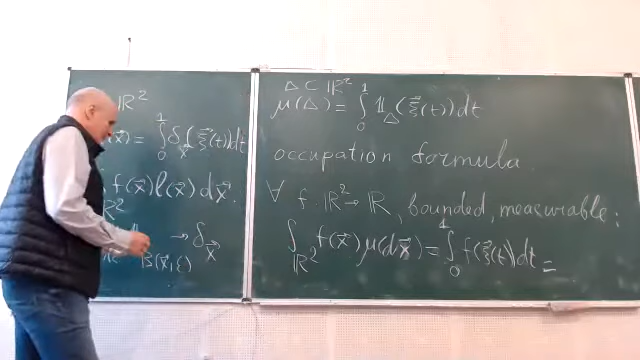 ℝ²
(x⃗) = ∫₀¹ δ_x⃗(ξ⃗(t))dt
f(x⃗) ℓ(x⃗) dx⃗.
ℝ²
→ δ_x⃗
B(x⃗,ε)
Δ ⊂ ℝ²
μ(Δ) = ∫₀¹ 𝟙_Δ(ξ⃗(t))dt
occupation formula
∀ f: ℝ² → ℝ, bounded, measurable:
∫_ℝ² f(x⃗) μ(dx⃗) = ∫₀¹ f(ξ⃗(t))dt =